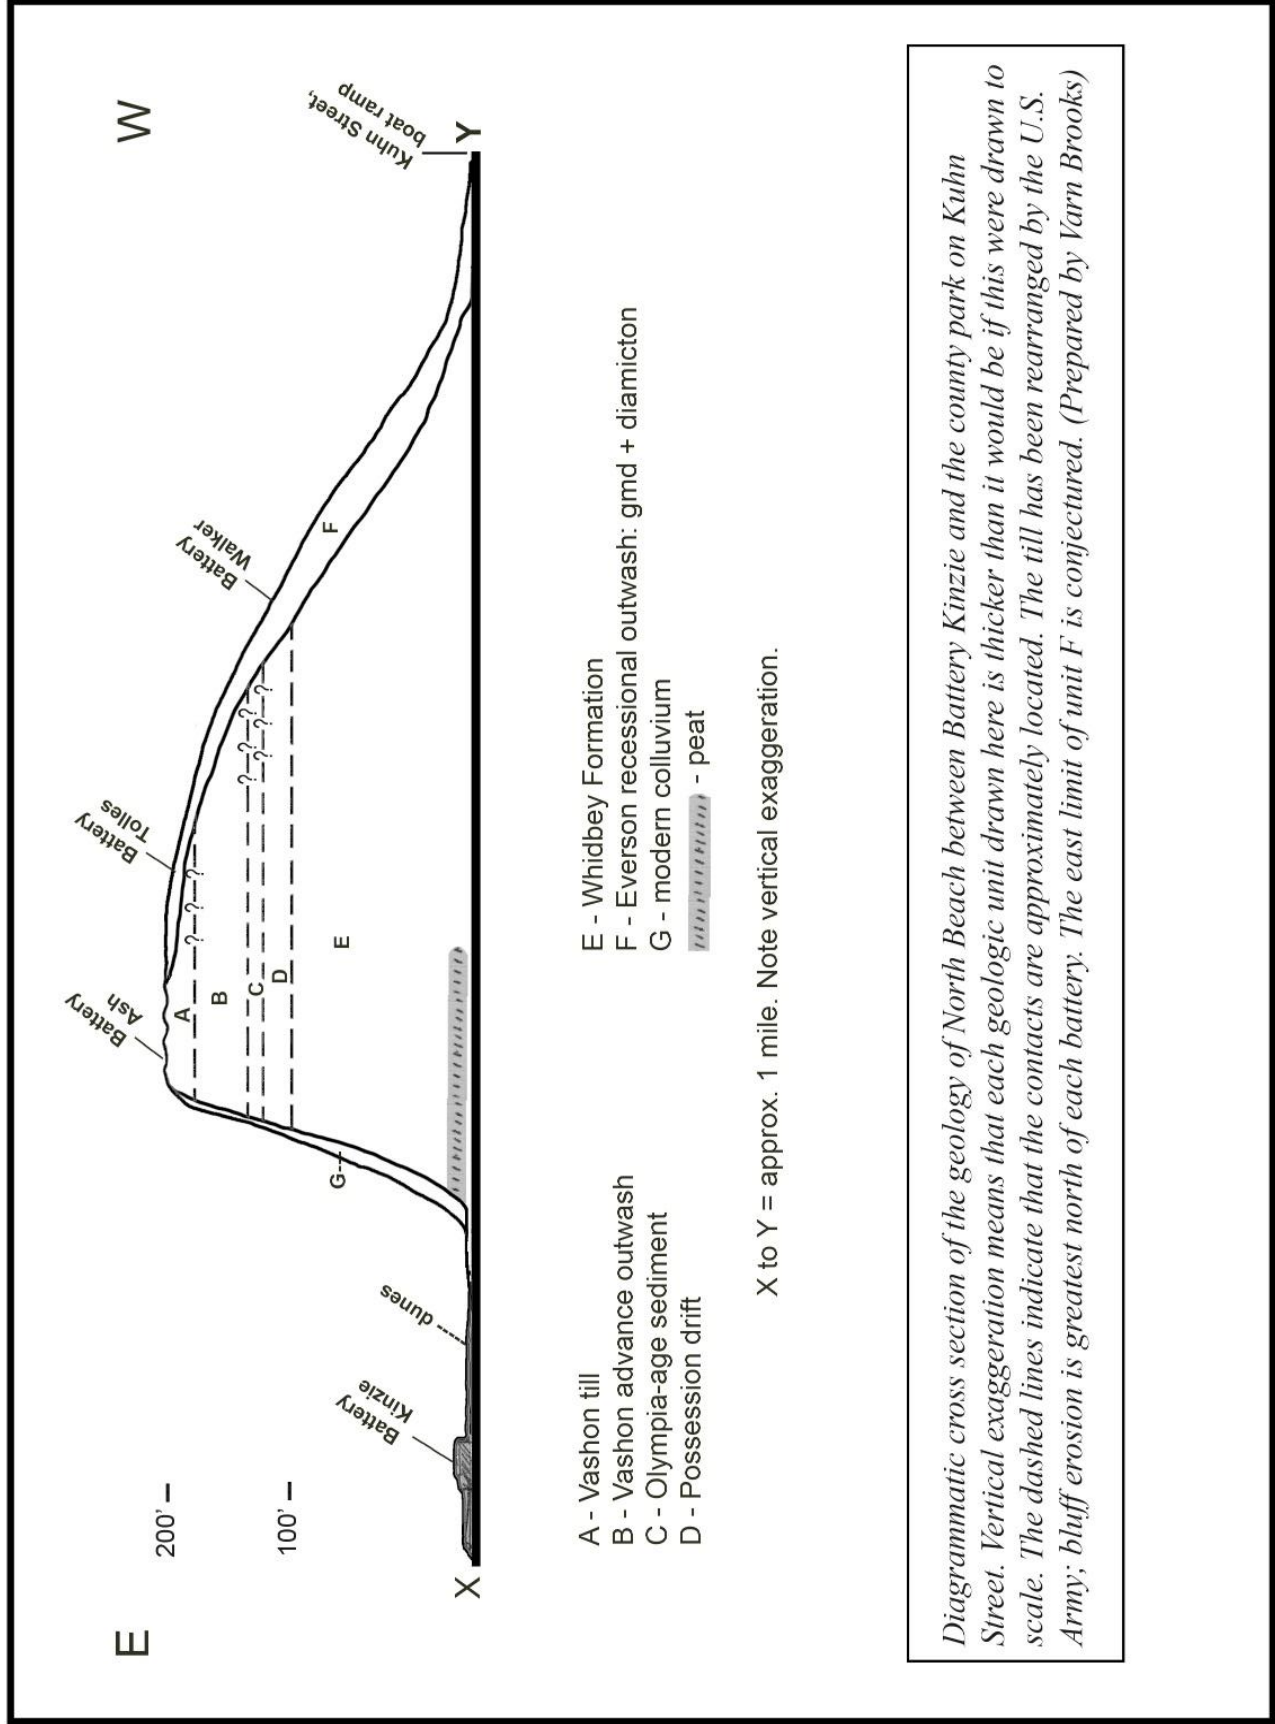 E
W
200'
100'
X
Y
Battery
Kinzie
dunes
G
Battery
Ash
Battery
Tolles
Battery
Walker
Kuhn Street,
boat ramp
A
B
C
D
E
F
? ? ?
? ? ?
? ? ?
A - Vashon till
B - Vashon advance outwash
C - Olympia-age sediment
D - Possession drift
E - Whidbey Formation
F - Everson recessional outwash: gmd + diamicton
G - modern colluvium
- peat
X to Y = approx. 1 mile. Note vertical exaggeration.
Diagrammatic cross section of the geology of North Beach between Battery Kinzie and the county park on Kuhn
Street. Vertical exaggeration means that each geologic unit drawn here is thicker than it would be if this were drawn to
scale. The dashed lines indicate that the contacts are approximately located. The till has been rearranged by the U.S.
Army; bluff erosion is greatest north of each battery. The east limit of unit F is conjectured. (Prepared by Varn Brooks)